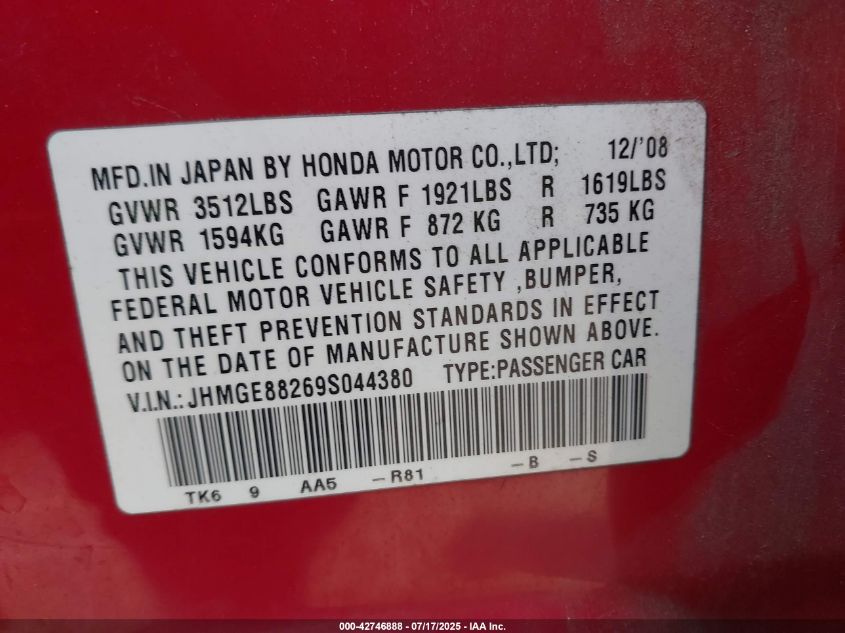 MFD.IN JAPAN BY HONDA MOTOR CO.,LTD; 12/'08
GVWR 3512LBS GAWR F 1921LBS R 1619LBS
GVWR 1594KG GAWR F 872 KG R 735 KG
THIS VEHICLE CONFORMS TO ALL APPLICABLE
FEDERAL MOTOR VEHICLE SAFETY ,BUMPER,
AND THEFT PREVENTION STANDARDS IN EFFECT
ON THE DATE OF MANUFACTURE SHOWN ABOVE.
V.I.N.: JHMGE88269S044380 TYPE:PASSENGER CAR
TK6 9 AA5 -R81 -B -S
000-42746888 - 07/17/2025 - IAA Inc.